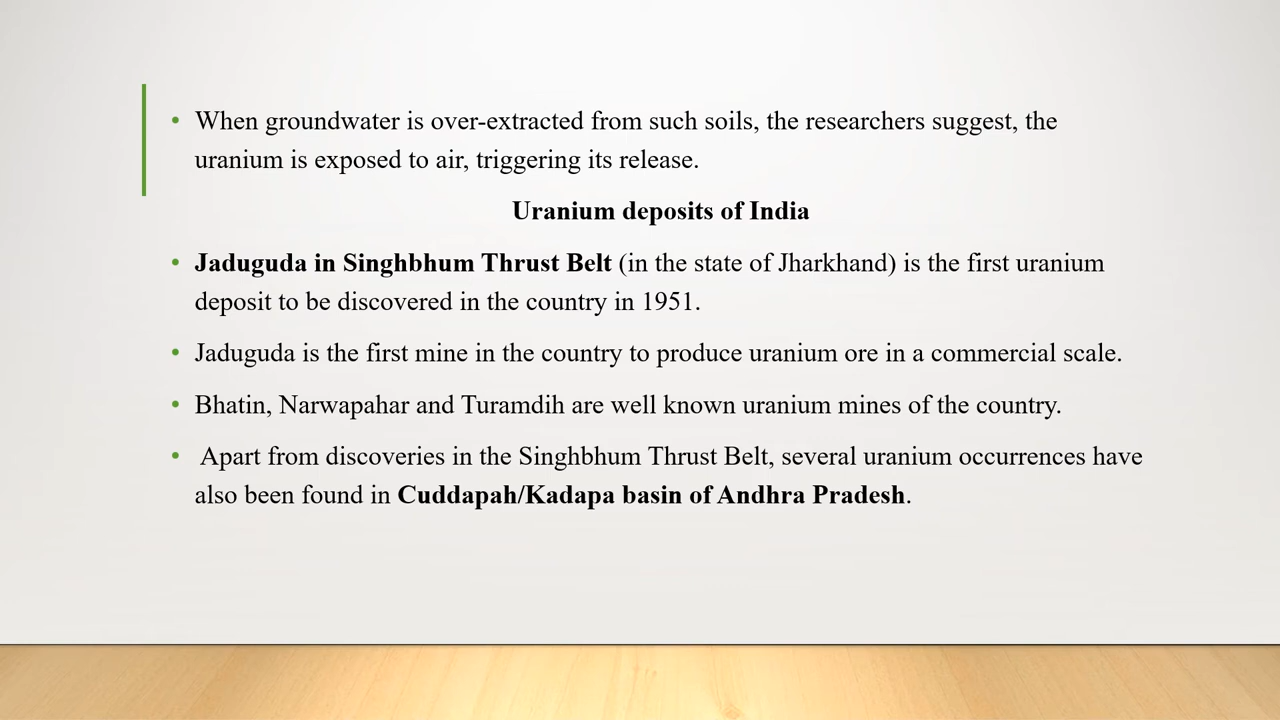 • When groundwater is over-extracted from such soils, the researchers suggest, the
uranium is exposed to air, triggering its release.
Uranium deposits of India
• Jaduguda in Singhbhum Thrust Belt (in the state of Jharkhand) is the first uranium
deposit to be discovered in the country in 1951.
• Jaduguda is the first mine in the country to produce uranium ore in a commercial scale.
• Bhatin, Narwapahar and Turamdih are well known uranium mines of the country.
• Apart from discoveries in the Singhbhum Thrust Belt, several uranium occurrences have
also been found in Cuddapah/Kadapa basin of Andhra Pradesh.